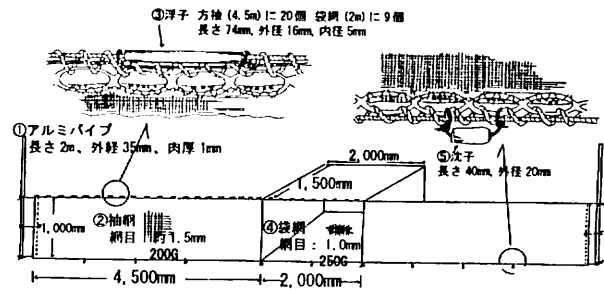 ③浮子 方袖(4.5m)に20個 袋網(2m)に9個
長さ74mm, 外径16mm, 内径5mm
①アルミパイプ
長さ2m、外経35mm、肉厚1mm
⑤沈子
長さ40mm, 外径20mm
2,000mm
1,500mm
1,000mm
②袖網
網目 約1.5mm
200G
④袋網
網目：1.0mm
250G
4,500mm
2,000mm